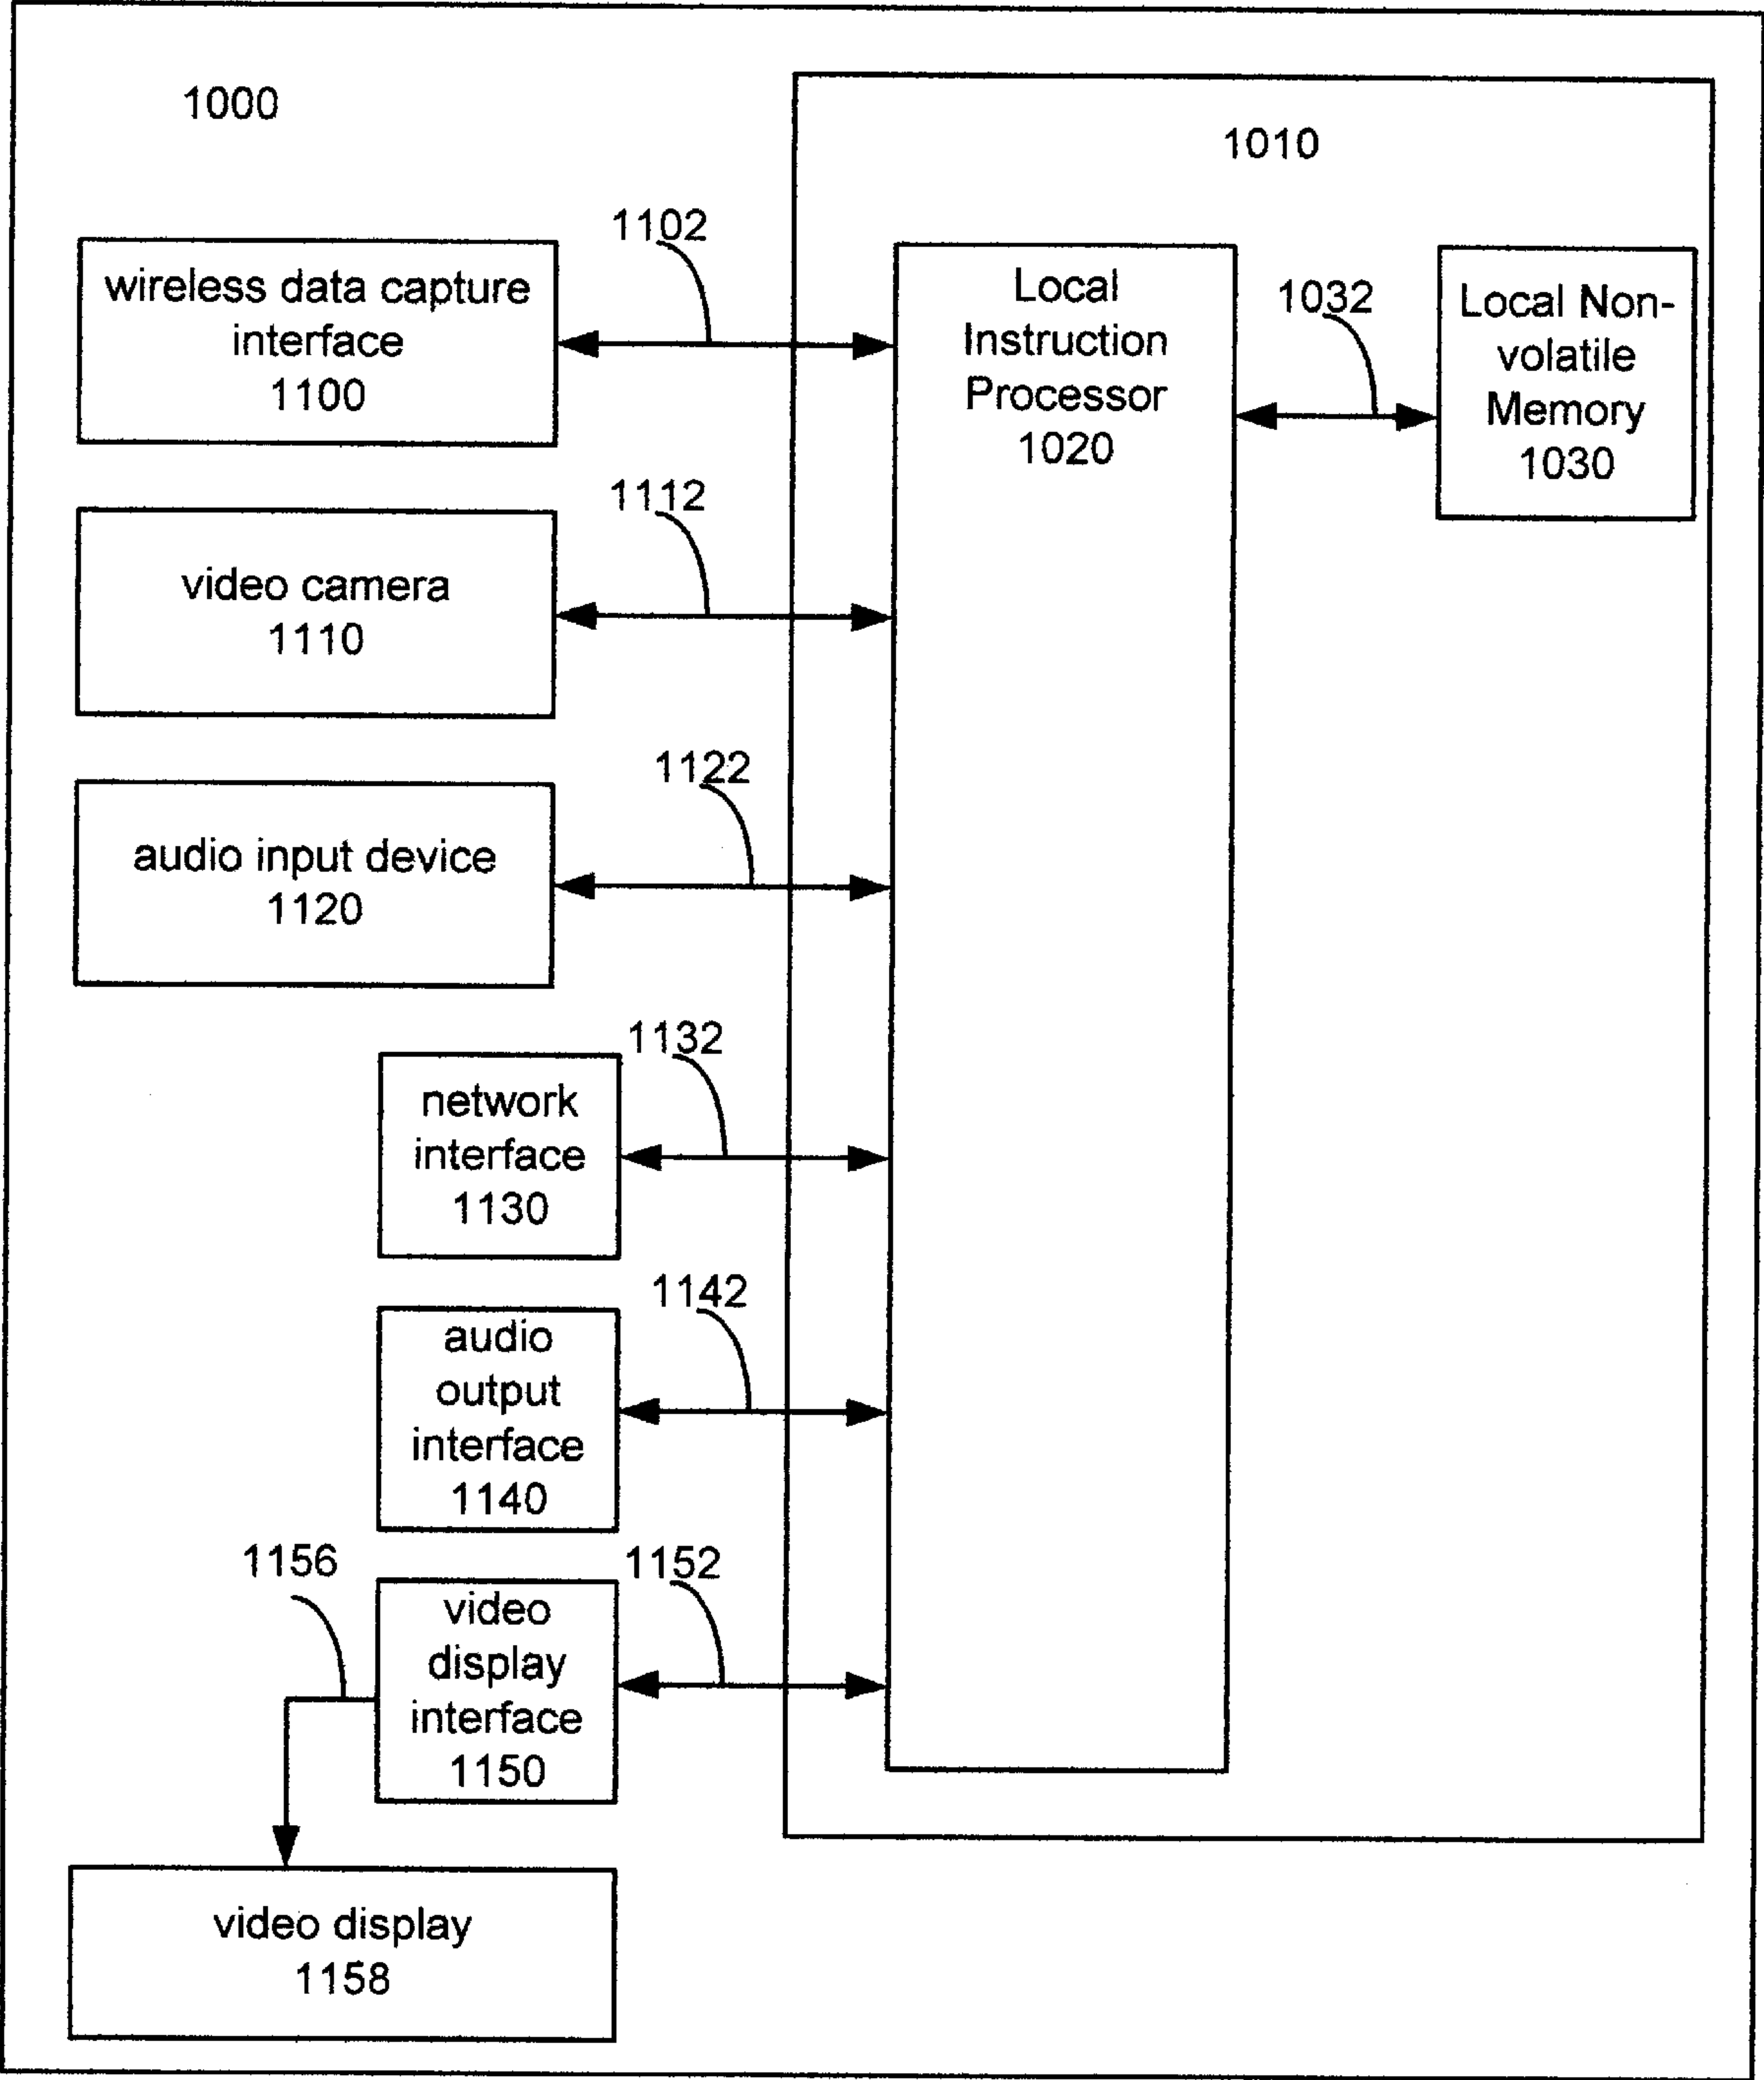 1000
1010
1102
wireless data capture
interface
1100
Local
Instruction
Processor
1020
1032
Local Non-
volatile
Memory
1030
1112
video camera
1110
1122
audio input device
1120
1132
network
interface
1130
1142
audio
output
interface
1140
1156
1152
video
display
interface
1150
video display
1158